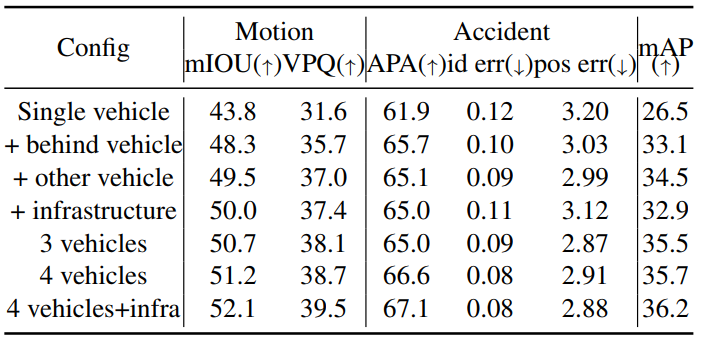 Config Motion Accident mAP
mIOU(↑) VPQ(↑) APA(↑) id err(↓) pos err(↓) (↑)
Single vehicle 43.8 31.6 61.9 0.12 3.20 26.5
+ behind vehicle 48.3 35.7 65.7 0.10 3.03 33.1
+ other vehicle 49.5 37.0 65.1 0.09 2.99 34.5
+ infrastructure 50.0 37.4 65.0 0.11 3.12 32.9
3 vehicles 50.7 38.1 65.0 0.09 2.87 35.5
4 vehicles 51.2 38.7 66.6 0.08 2.91 35.7
4 vehicles+infra 52.1 39.5 67.1 0.08 2.88 36.2